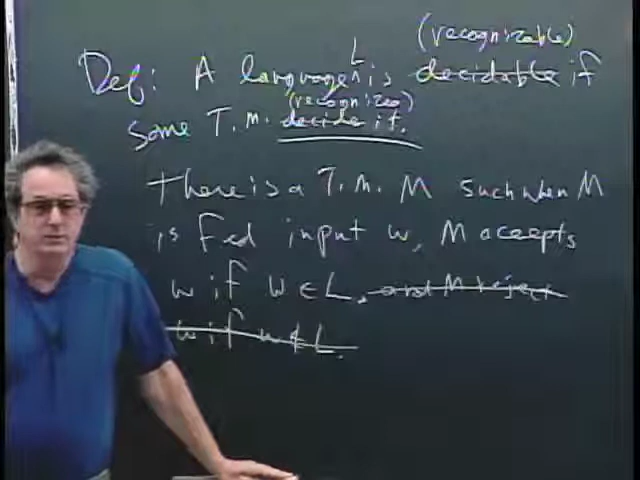 (recognizable)
Def: A language L is decidable if
(recognizes)
some T.M. decide it.
There is a T.M. M such when M
is fed input w, M accepts
w if w ∈ L, and M reject
w if w ∉ L.